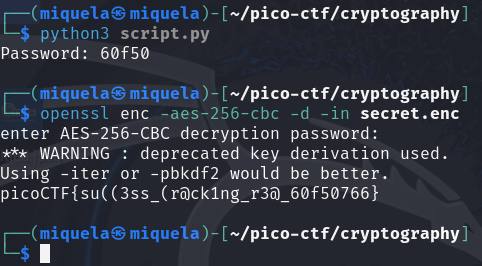 ┌──(miquela㉿miquela)-[~/pico-ctf/cryptography]
└─$ python3 script.py
Password: 60f50
┌──(miquela㉿miquela)-[~/pico-ctf/cryptography]
└─$ openssl enc -aes-256-cbc -d -in secret.enc
enter AES-256-CBC decryption password:
*** WARNING : deprecated key derivation used.
Using -iter or -pbkdf2 would be better.
picoCTF{su((3ss_(r@ck1ng_r3@_60f50766}
┌──(miquela㉿miquela)-[~/pico-ctf/cryptography]
└─$